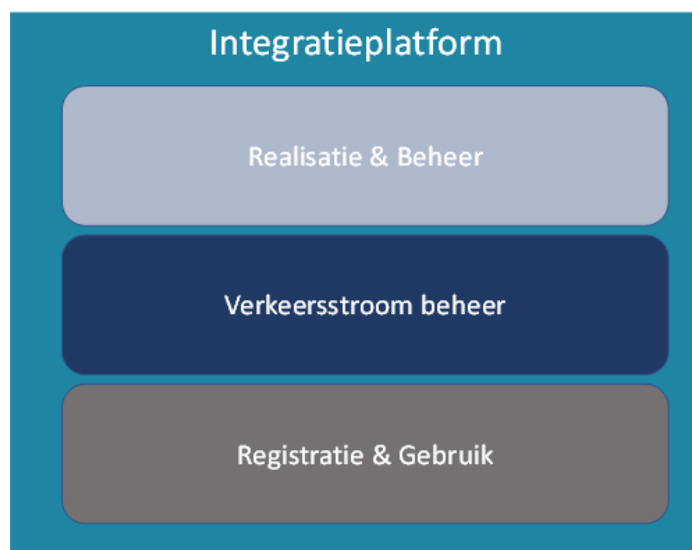 Integratieplatform
Realisatie & Beheer
Verkeersstroom beheer
Registratie & Gebruik